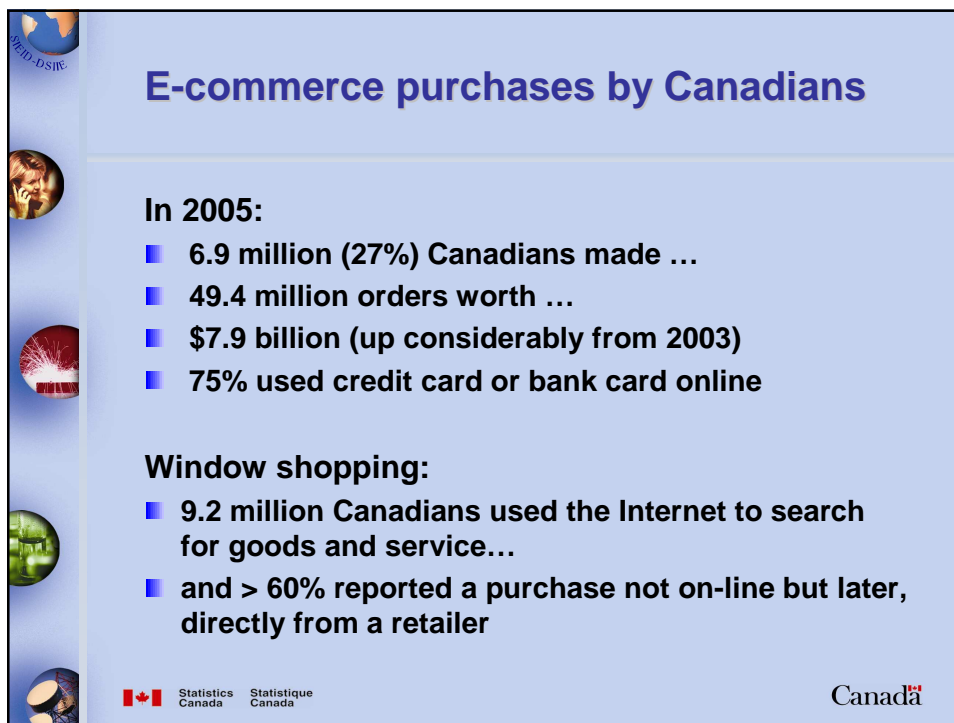 SIEID-DSIIE
E-commerce purchases by Canadians
In 2005:
6.9 million (27%) Canadians made …
49.4 million orders worth …
$7.9 billion (up considerably from 2003)
75% used credit card or bank card online
Window shopping:
9.2 million Canadians used the Internet to search
for goods and service…
and > 60% reported a purchase not on-line but later,
directly from a retailer
Statistics Statistique
Canada Canada
Canada